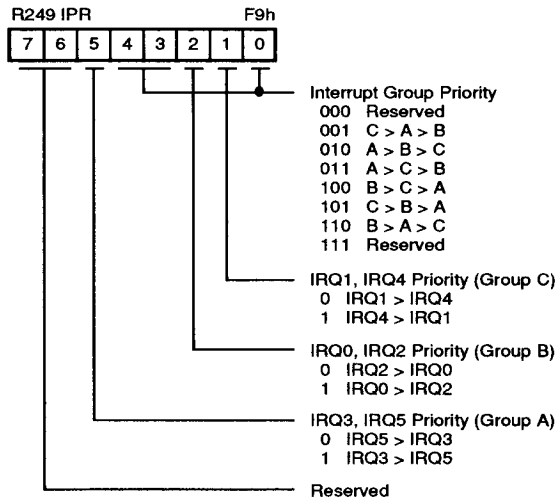 R249 IPR F9h
7 6 5 4 3 2 1 0
Interrupt Group Priority
000 Reserved
001 C > A > B
010 A > B > C
011 A > C > B
100 B > C > A
101 C > B > A
110 B > A > C
111 Reserved
IRQ1, IRQ4 Priority (Group C)
0 IRQ1 > IRQ4
1 IRQ4 > IRQ1
IRQ0, IRQ2 Priority (Group B)
0 IRQ2 > IRQ0
1 IRQ0 > IRQ2
IRQ3, IRQ5 Priority (Group A)
0 IRQ5 > IRQ3
1 IRQ3 > IRQ5
Reserved